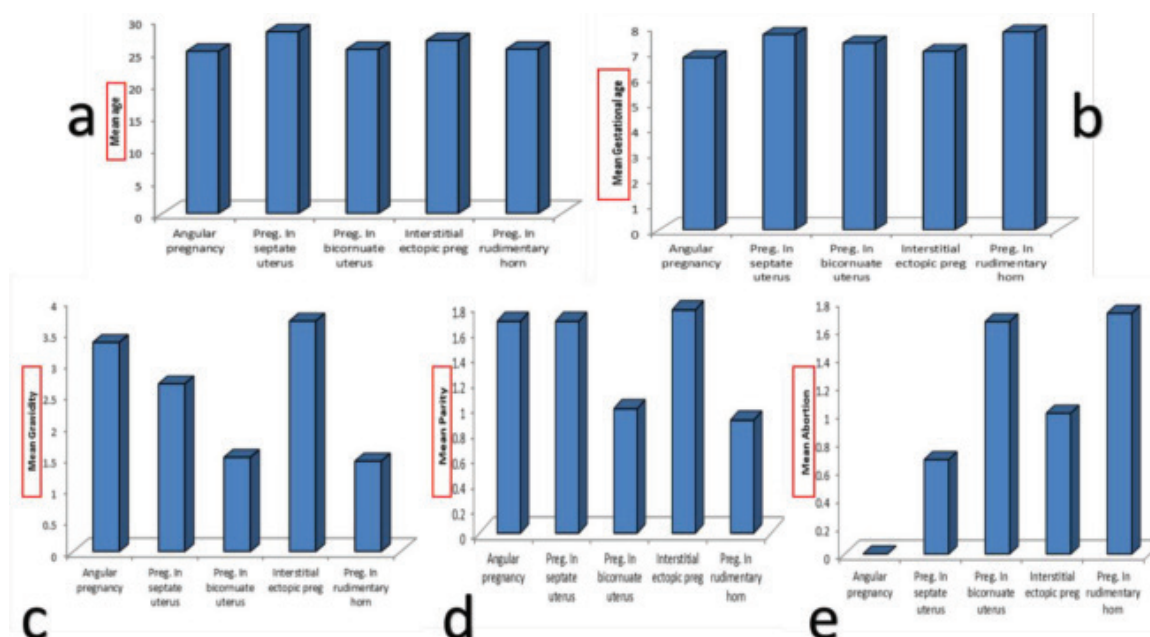 a
Mean age
30
25
20
15
10
5
0
Angular pregnancy
Preg. In septate uterus
Preg. In bicornuate uterus
Interstitial ectopic preg
Preg. In rudimentary horn
b
Mean Gestational age
8
7
6
5
4
3
2
1
0
Angular pregnancy
Preg. In septate uterus
Preg. In bicornuate uterus
Interstitial ectopic preg
Preg. In rudimentary horn
c
Mean Grasidity
4
3.5
3
2.5
2
1.5
1
0.5
0
Angular pregnancy
Preg. In septate uterus
Preg. In bicornuate uterus
Interstitial ectopic preg
Preg. In rudimentary horn
d
Mean Parity
1.8
1.6
1.4
1.2
1
0.8
0.6
0.4
0.2
0
Angular pregnancy
Preg. In septate uterus
Preg. In bicornuate uterus
Interstitial ectopic preg
Preg. In rudimentary horn
e
Mean Abortion
1.8
1.6
1.4
1.2
1
0.8
0.6
0.4
0.2
0
Angular pregnancy
Preg. In septate uterus
Preg. In bicornuate uterus
Interstitial ectopic preg
Preg. In rudimentary horn